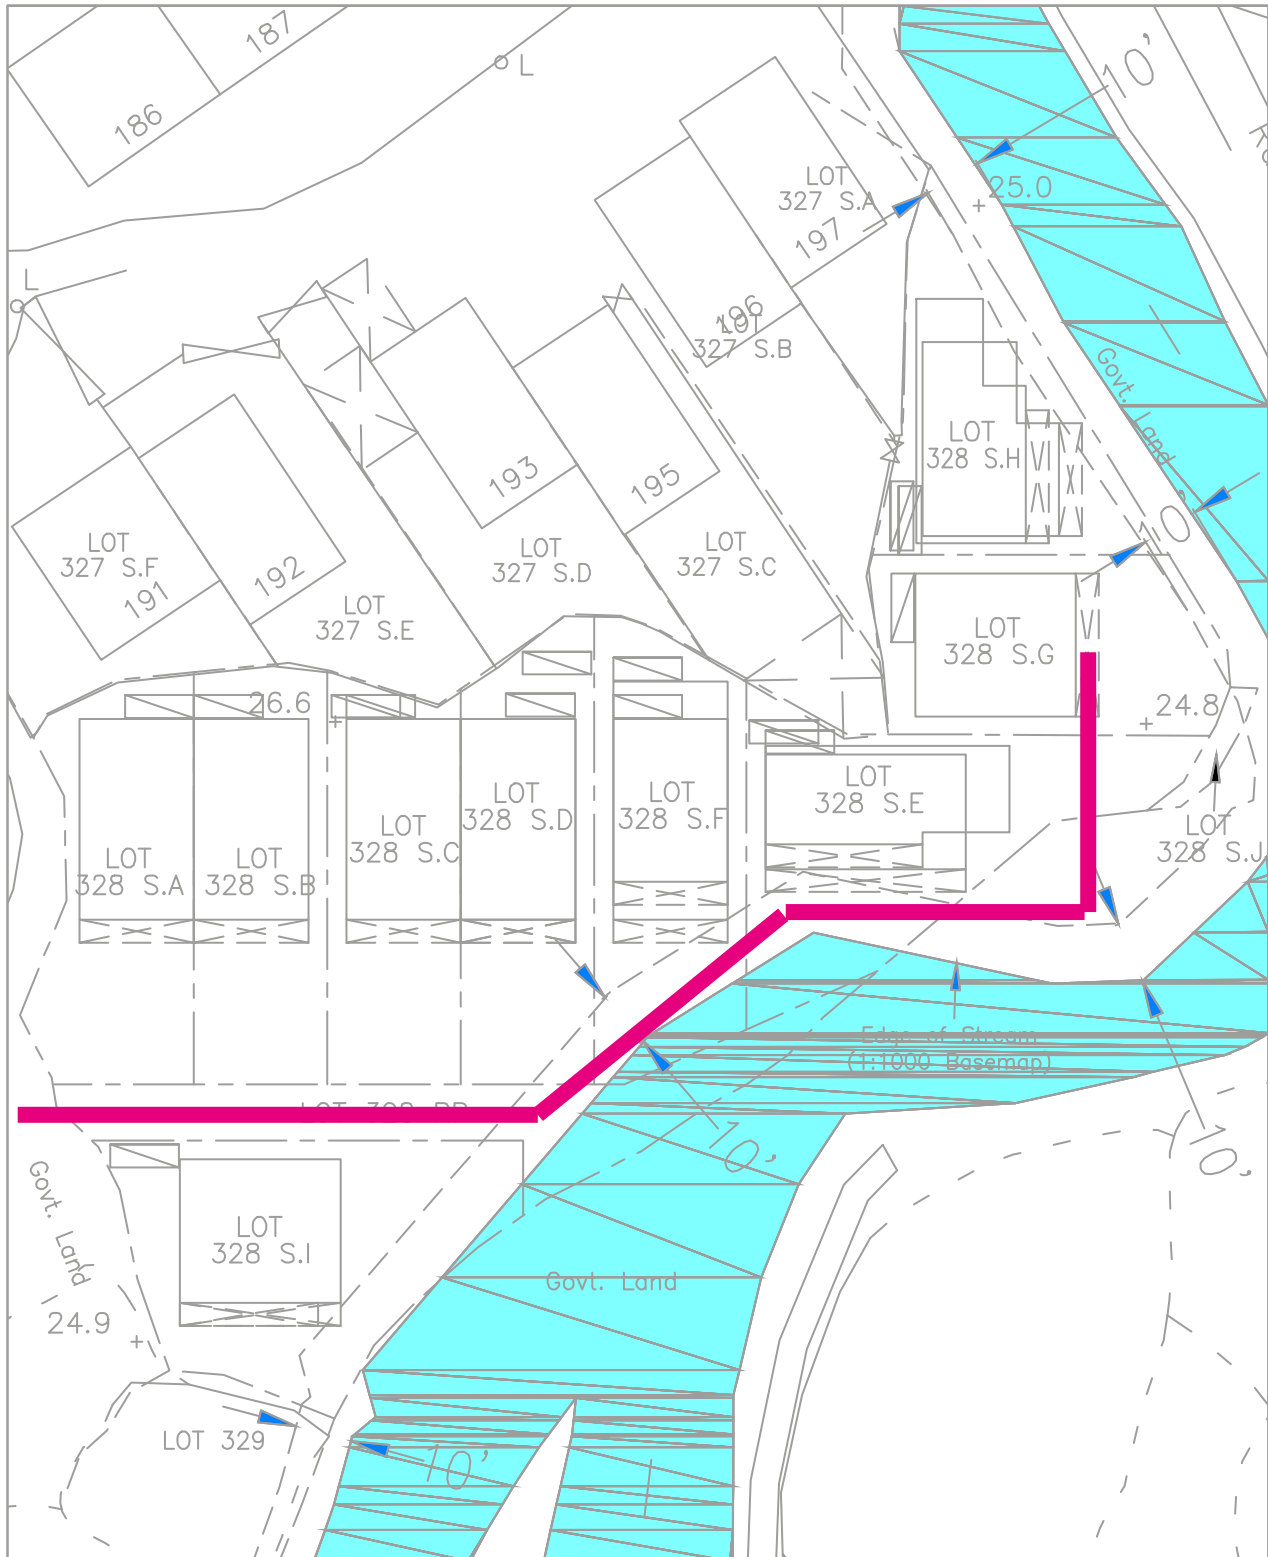 187
186
L
10'
25.0
LOT
327 S.A
197
L
196
LOT
327 S.B
Govt. Land
LOT
328 S.H
193
195
10'
LOT
327 S.F
191
192
LOT
327 S.E
LOT
327 S.D
LOT
327 S.C
LOT
328 S.G
26.6
24.8
LOT
328 S.A
LOT
328 S.B
LOT
328 S.C
LOT
328 S.D
LOT
328 S.F
LOT
328 S.E
LOT
328 S.J
Edge of Stream
(1:1000 Basemap)
10'
10'
Govt. Land
LOT
328 S.I
Govt. Land
24.9
LOT 329
10'